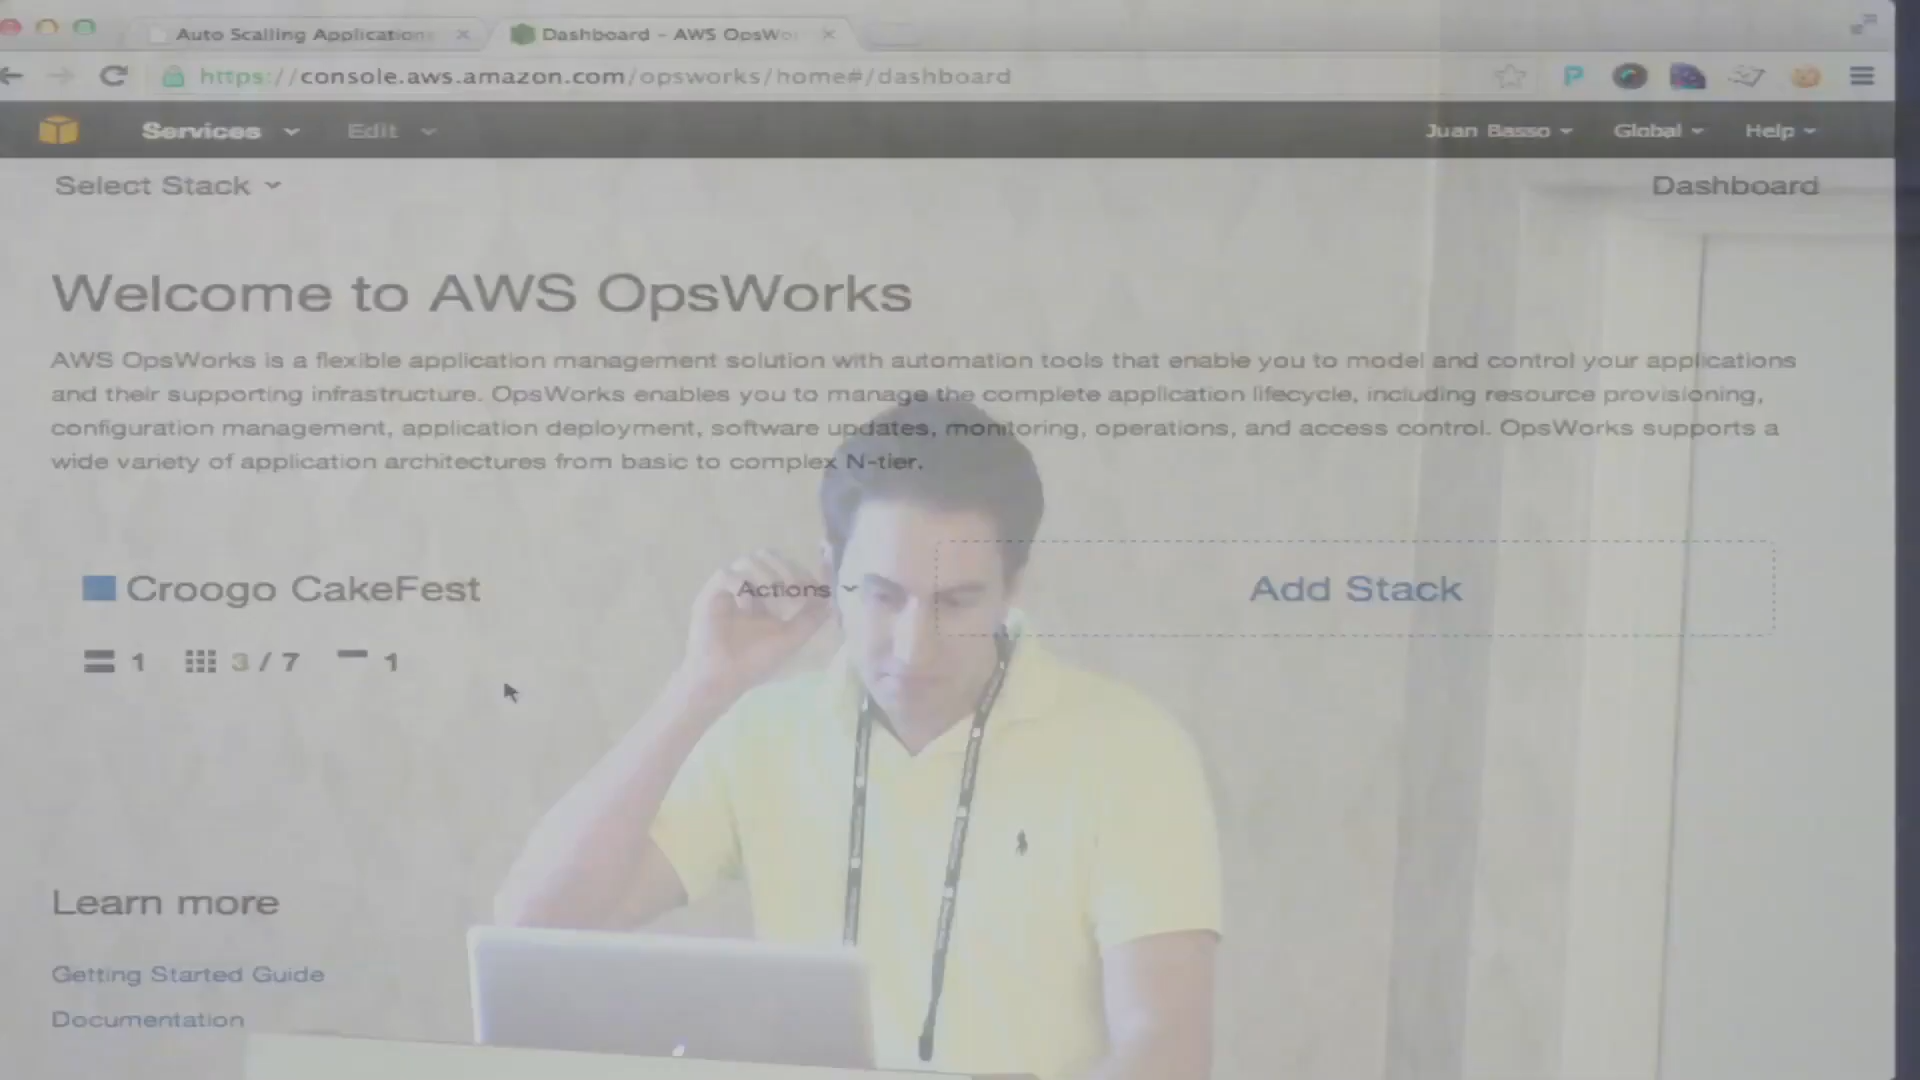 Auto Scalling Applications
Dashboard - AWS OpsWo
https://console.aws.amazon.com/opsworks/home#/dashboard
Services Edit Juan Basso Global Help
Select Stack Dashboard
Welcome to AWS OpsWorks
AWS OpsWorks is a flexible application management solution with automation tools that enable you to model and control your applications
and their supporting infrastructure. OpsWorks enables you to manage the complete application lifecycle, including resource provisioning,
configuration management, application deployment, software updates, monitoring, operations, and access control. OpsWorks supports a
wide variety of application architectures from basic to complex N-tier.
Croogo CakeFest Actions Add Stack
1 3 / 7 1
Learn more
Getting Started Guide
Documentation